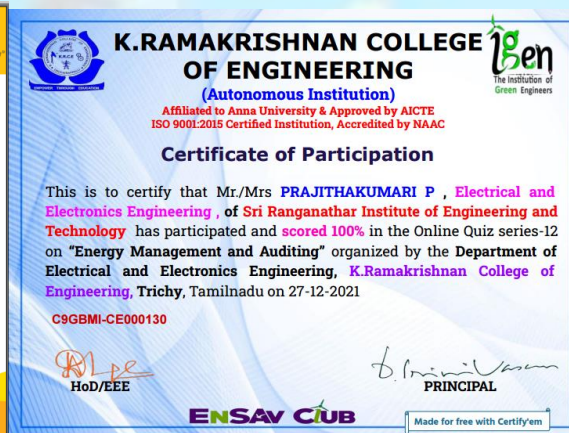 K.RAMAKRISHNAN COLLEGE
OF ENGINEERING
(Autonomous Institution)
Affiliated to Anna University & Approved by AICTE
ISO 9001:2015 Certified Institution, Accredited by NAAC
K.R.C.E
EMPOWER THROUGH EDUCATION
igen
The Institution of
Green Engineers
Certificate of Participation
This is to certify that Mr./Mrs PRAJITHAKUMARI P , Electrical and
Electronics Engineering , of Sri Ranganathar Institute of Engineering and
Technology has participated and scored 100% in the Online Quiz series-12
on “Energy Management and Auditing” organized by the Department of
Electrical and Electronics Engineering, K.Ramakrishnan College of
Engineering, Trichy, Tamilnadu on 27-12-2021
C9GBMI-CE000130
HoD/EEE
D. Srinivasan
PRINCIPAL
ENSAV CLUB
Made for free with Certify'em